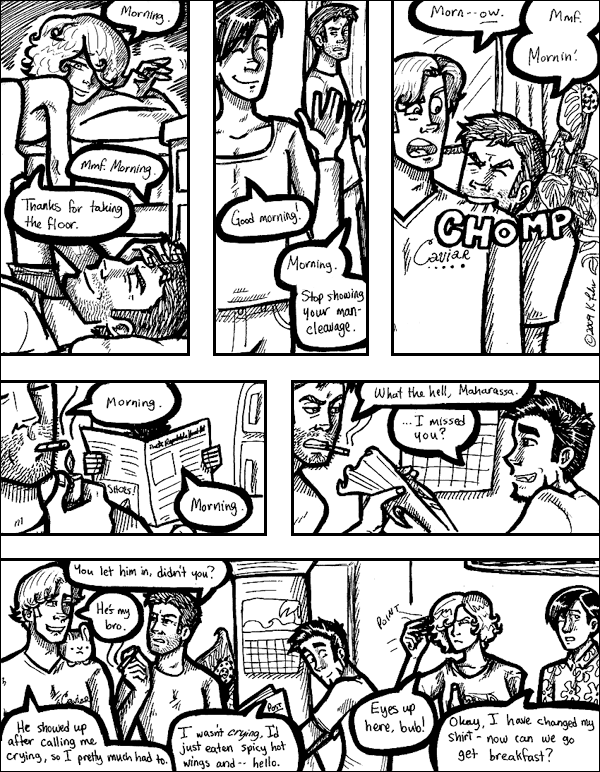 Morning.
Mmf. Morning.
Thanks for taking
the floor.
Good morning!
Morning.
Stop showing
your man-
cleavage.
Morn--ow.
Mmf.
Mornin'.
CHOMP
Caviar
©2009 K.
Morning.
SHOES!
Morning.
What the hell, Maharassa.
...I missed
you?
You let him in, didn't you?
He's my
bro.
Caviar
He showed up
after calling me
crying, so I pretty much had to.
I wasn't crying, I'd
just eaten spicy hot
wings and-- hello.
POST
POINT
Eyes up
here, bub!
Okay, I have changed my
shirt - now can we go
get breakfast?